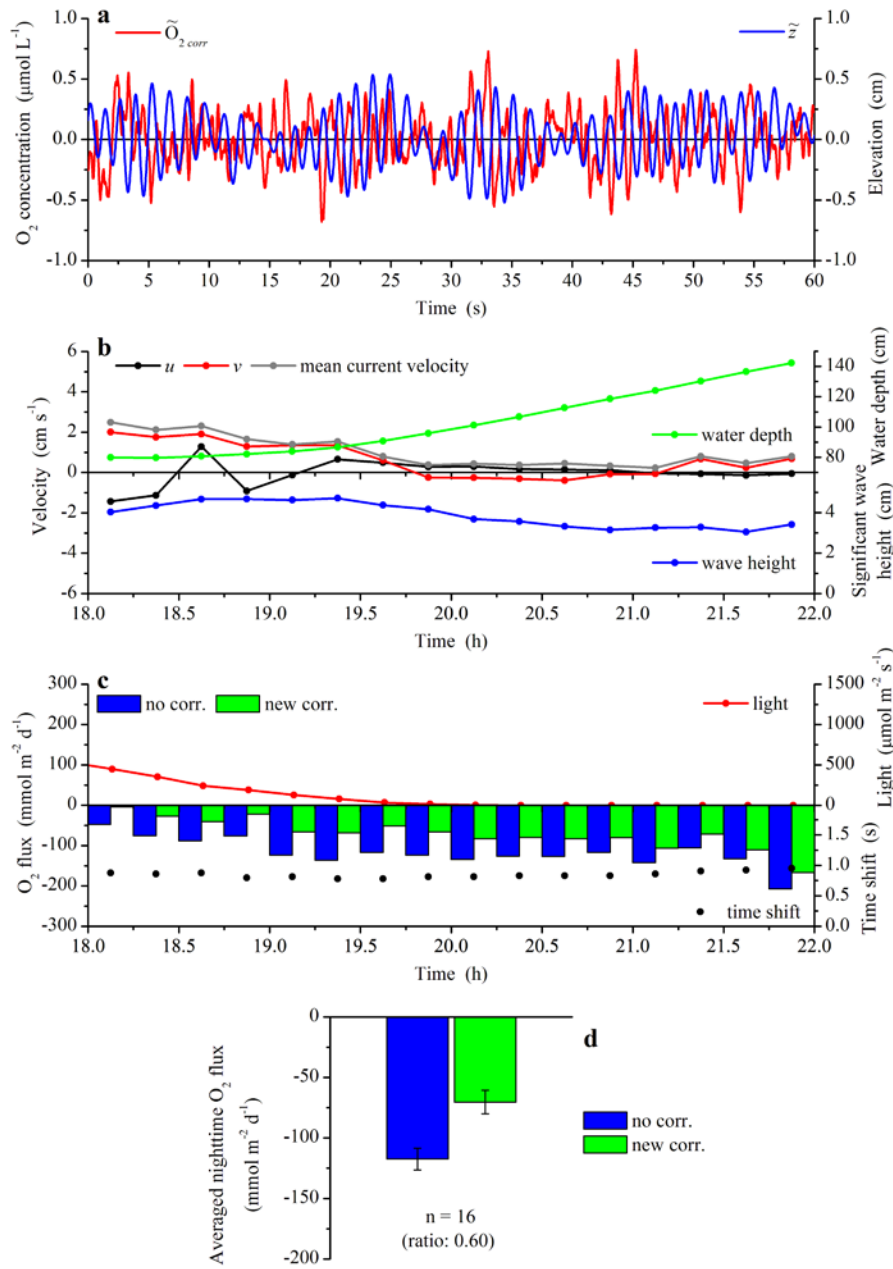 a
Õ2 corr
z̃
O2 concentration (μmol L-1)
1.0
0.5
0.0
-0.5
-1.0
1.0
0.5
0.0
-0.5
-1.0
Elevation (cm)
0 5 10 15 20 25 30 35 40 45 50 55 60
Time (s)
b
u v mean current velocity
Velocity (cm s-1)
6
4
2
0
-2
-4
-6
water depth
wave height
140
120
100
80
Water depth (cm)
4
2
0
Significant wave
height (cm)
18.0 18.5 19.0 19.5 20.0 20.5 21.0 21.5 22.0
Time (h)
c
no corr. new corr.
light
O2 flux (mmol m-2 d-1)
300
200
100
0
-100
-200
-300
1500
1000
500
0
Light (μmol m-2 s-1)
1.5
1.0
0.5
0.0
Time shift (s)
time shift
18.0 18.5 19.0 19.5 20.0 20.5 21.0 21.5 22.0
Time (h)
d
Averaged nighttime O2 flux
(mmol m-2 d-1)
0
-50
-100
-150
-200
no corr.
new corr.
n = 16
(ratio: 0.60)